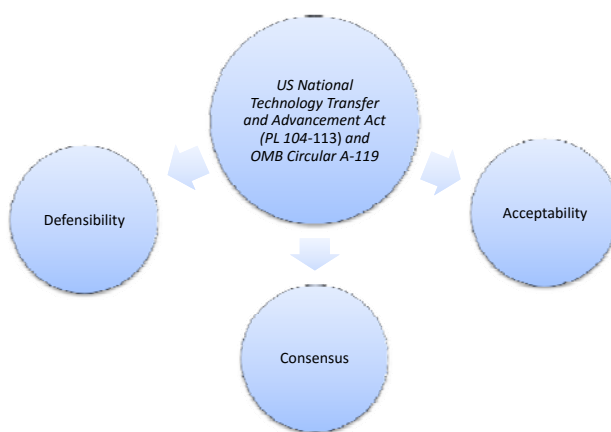 US National
Technology Transfer
and Advancement Act
(PL 104-113) and
OMB Circular A-119
Defensibility
Acceptability
Consensus